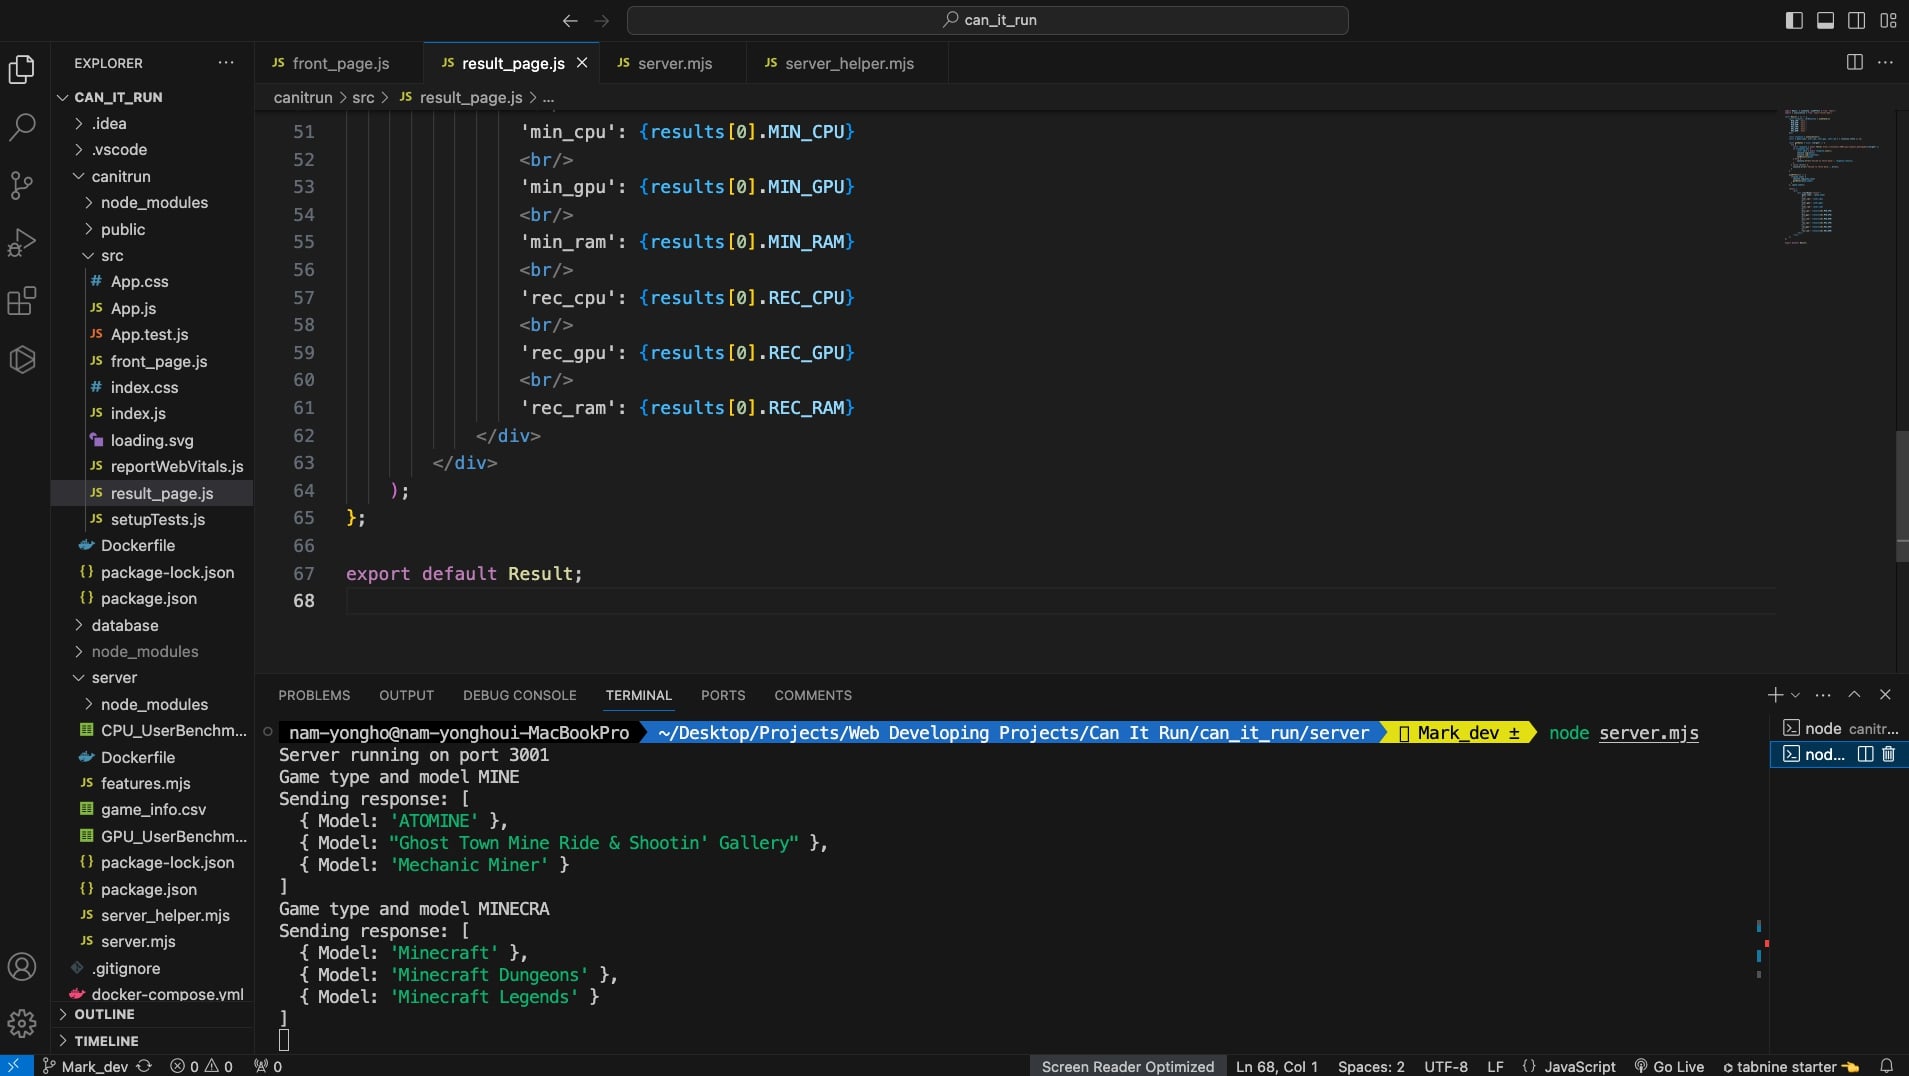 can_it_run
EXPLORER
front_page.js
result_page.js
server.mjs
server_helper.mjs
canitrun > src > JS result_page.js > ...
CAN_IT_RUN
.idea
.vscode
canitrun
node_modules
public
src
# App.css
JS App.js
JS App.test.js
JS front_page.js
# index.css
JS index.js
loading.svg
JS reportWebVitals.js
JS result_page.js
JS setupTests.js
Dockerfile
{} package-lock.json
{} package.json
database
node_modules
server
node_modules
CPU_UserBenchm...
Dockerfile
JS features.mjs
game_info.csv
GPU_UserBenchm...
{} package-lock.json
{} package.json
JS server_helper.mjs
JS server.mjs
.gitignore
docker-compose.yml
OUTLINE
TIMELINE
51 'min_cpu': {results[0].MIN_CPU}
52 <br/>
53 'min_gpu': {results[0].MIN_GPU}
54 <br/>
55 'min_ram': {results[0].MIN_RAM}
56 <br/>
57 'rec_cpu': {results[0].REC_CPU}
58 <br/>
59 'rec_gpu': {results[0].REC_GPU}
60 <br/>
61 'rec_ram': {results[0].REC_RAM}
62 </div>
63 </div>
64 );
65 };
66
67 export default Result;
68
PROBLEMS OUTPUT DEBUG CONSOLE TERMINAL PORTS COMMENTS
nam-yongho@nam-yonghoui-MacBookPro ~/Desktop/Projects/Web Developing Projects/Can It Run/can_it_run/server Mark_dev ± node server.mjs
Server running on port 3001
Game type and model MINE
Sending response: [
{ Model: 'ATOMINE' },
{ Model: "Ghost Town Mine Ride & Shootin' Gallery" },
{ Model: 'Mechanic Miner' }
]
Game type and model MINECRA
Sending response: [
{ Model: 'Minecraft' },
{ Model: 'Minecraft Dungeons' },
{ Model: 'Minecraft Legends' }
]
node canitr...
nod...
Mark_dev 0 0 0 Screen Reader Optimized Ln 68, Col 1 Spaces: 2 UTF-8 LF {} JavaScript Go Live tabnine starter